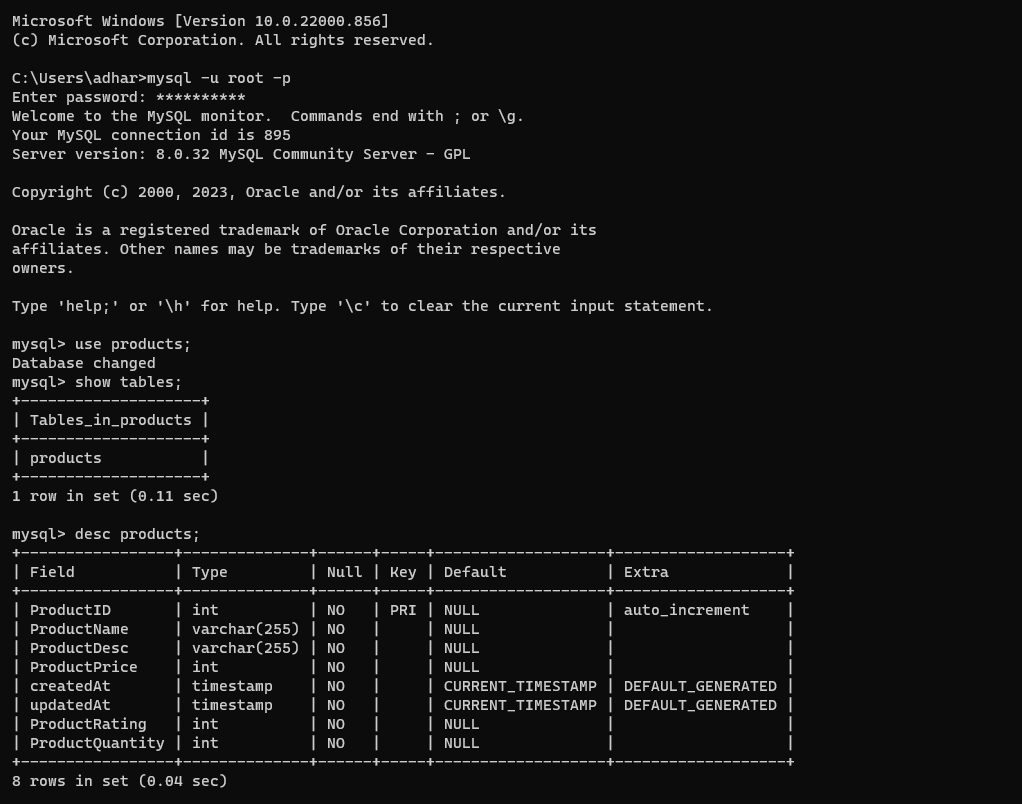 Microsoft Windows [Version 10.0.22000.856]
(c) Microsoft Corporation. All rights reserved.
C:\Users\adhar>mysql -u root -p
Enter password: **********
Welcome to the MySQL monitor.  Commands end with ; or \g.
Your MySQL connection id is 895
Server version: 8.0.32 MySQL Community Server - GPL
Copyright (c) 2000, 2023, Oracle and/or its affiliates.
Oracle is a registered trademark of Oracle Corporation and/or its
affiliates. Other names may be trademarks of their respective
owners.
Type 'help;' or '\h' for help. Type '\c' to clear the current input statement.
mysql> use products;
Database changed
mysql> show tables;
+--------------------+
| Tables_in_products |
+--------------------+
| products           |
+--------------------+
1 row in set (0.11 sec)
mysql> desc products;
+-----------------+--------------+------+-----+-------------------+-------------------+
| Field           | Type         | Null | Key | Default           | Extra             |
+-----------------+--------------+------+-----+-------------------+-------------------+
| ProductID       | int          | NO   | PRI | NULL              | auto_increment    |
| ProductName     | varchar(255) | NO   |     | NULL              |                   |
| ProductDesc     | varchar(255) | NO   |     | NULL              |                   |
| ProductPrice    | int          | NO   |     | NULL              |                   |
| createdAt       | timestamp    | NO   |     | CURRENT_TIMESTAMP | DEFAULT_GENERATED |
| updatedAt       | timestamp    | NO   |     | CURRENT_TIMESTAMP | DEFAULT_GENERATED |
| ProductRating   | int          | NO   |     | NULL              |                   |
| ProductQuantity | int          | NO   |     | NULL              |                   |
+-----------------+--------------+------+-----+-------------------+-------------------+
8 rows in set (0.04 sec)